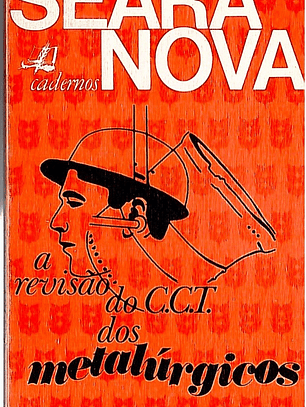 SEARA
NOVA
cadernos
a
revisão
do C.C.T.
dos
metalúrgicos